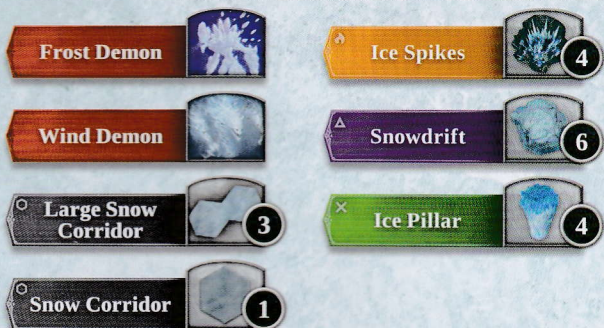 Frost Demon
Wind Demon
Large Snow
Corridor
3
Snow Corridor
1
Ice Spikes
4
Snowdrift
6
Ice Pillar
4